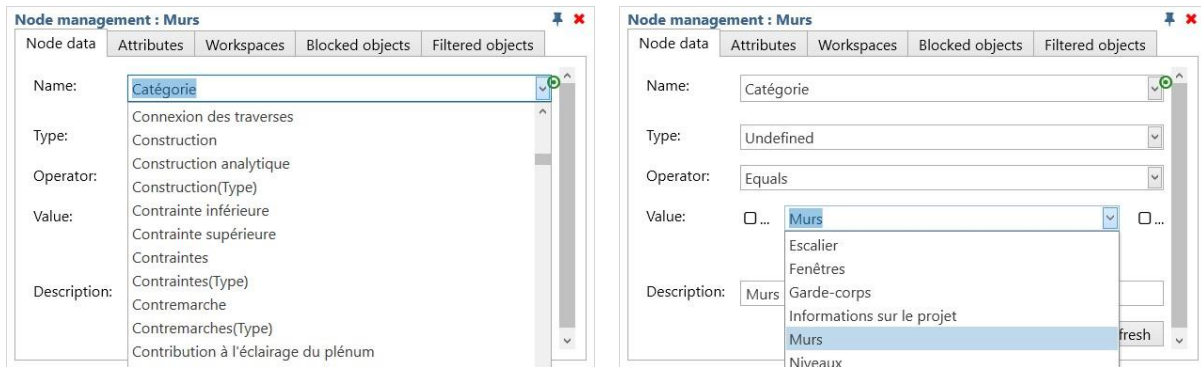 Node management : Murs
Node data Attributes Workspaces Blocked objects Filtered objects
Name: Catégorie
Connexion des traverses
Type: Construction
Construction analytique
Operator: Construction(Type)
Value: Contrainte inférieure
Contrainte supérieure
Contraintes
Description: Contraintes(Type)
Contremarche
Contremarches(Type)
Contribution à l'éclairage du plénum
Node management : Murs
Node data Attributes Workspaces Blocked objects Filtered objects
Name: Catégorie
Type: Undefined
Operator: Equals
Value: ... Murs ...
Escalier
Fenêtres
Description: Murs Garde-corps
Informations sur le projet
Murs fresh
Niveaux